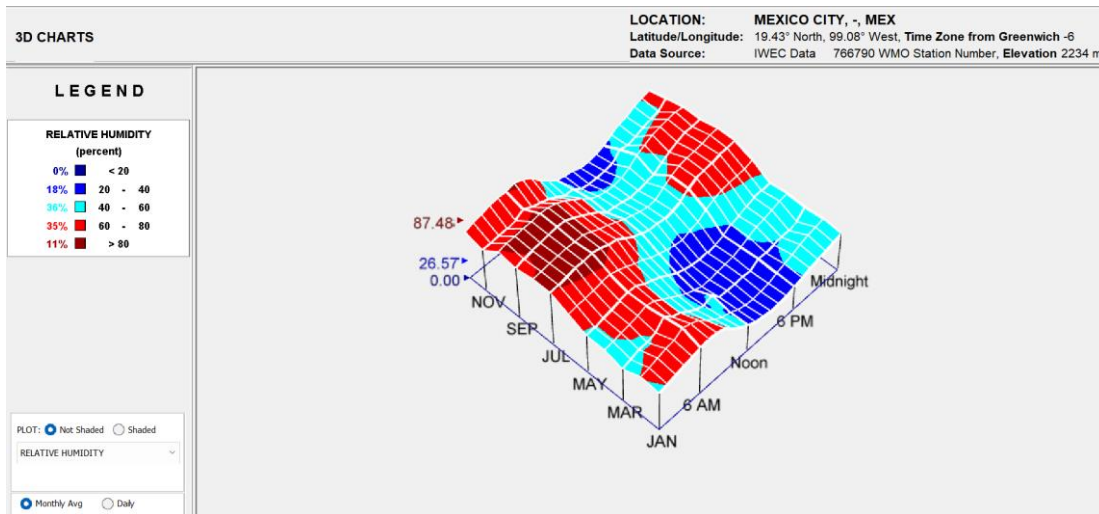 3D CHARTS
LOCATION: MEXICO CITY, -, MEX
Latitude/Longitude: 19.43° North, 99.08° West, Time Zone from Greenwich -6
Data Source: IWEC Data 766790 WMO Station Number, Elevation 2234 m
LEGEND
RELATIVE HUMIDITY
(percent)
0% < 20
18% 20 - 40
36% 40 - 60
35% 60 - 80
11% > 80
PLOT: Not Shaded Shaded
RELATIVE HUMIDITY
Monthly Avg Daily
87.48
26.57
0.00
NOV
SEP
JUL
MAY
MAR
JAN
6 AM
Noon
6 PM
Midnight